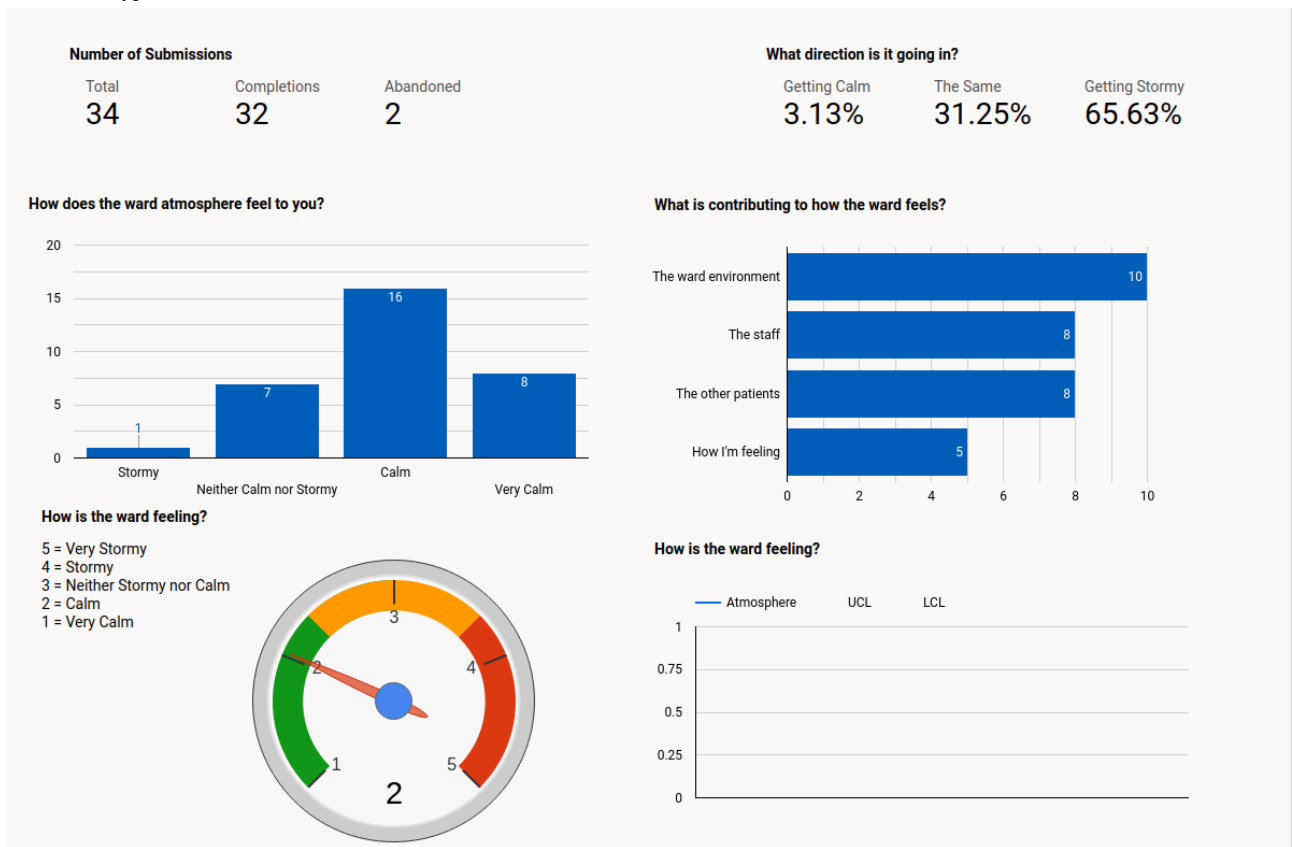 Number of Submissions
Total Completions Abandoned
34 32 2
What direction is it going in?
Getting Calm The Same Getting Stormy
3.13% 31.25% 65.63%
How does the ward atmosphere feel to you?
20
15
10
5
0
1
7
16
8
Stormy
Neither Calm nor Stormy
Calm
Very Calm
What is contributing to how the ward feels?
The ward environment 10
The staff 8
The other patients 8
How I'm feeling 5
0 2 4 6 8 10
How is the ward feeling?
5 = Very Stormy
4 = Stormy
3 = Neither Stormy nor Calm
2 = Calm
1 = Very Calm
1
2
3
4
5
2
How is the ward feeling?
Atmosphere UCL LCL
1
0.75
0.5
0.25
0